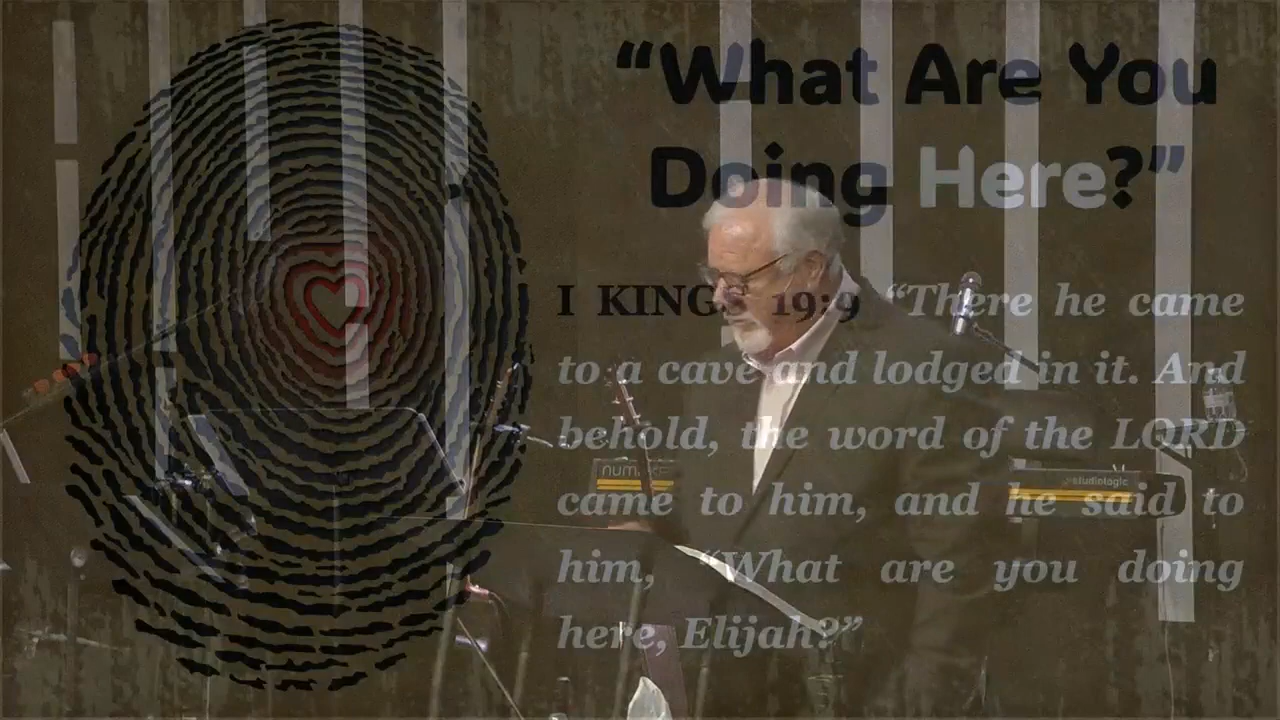 “What Are You
Doing Here?”
I KINGS 19:9 “There he came
to a cave and lodged in it. And
behold, the word of the LORD
came to him, and he said to
him, “What are you doing
here, Elijah?”
studiologic